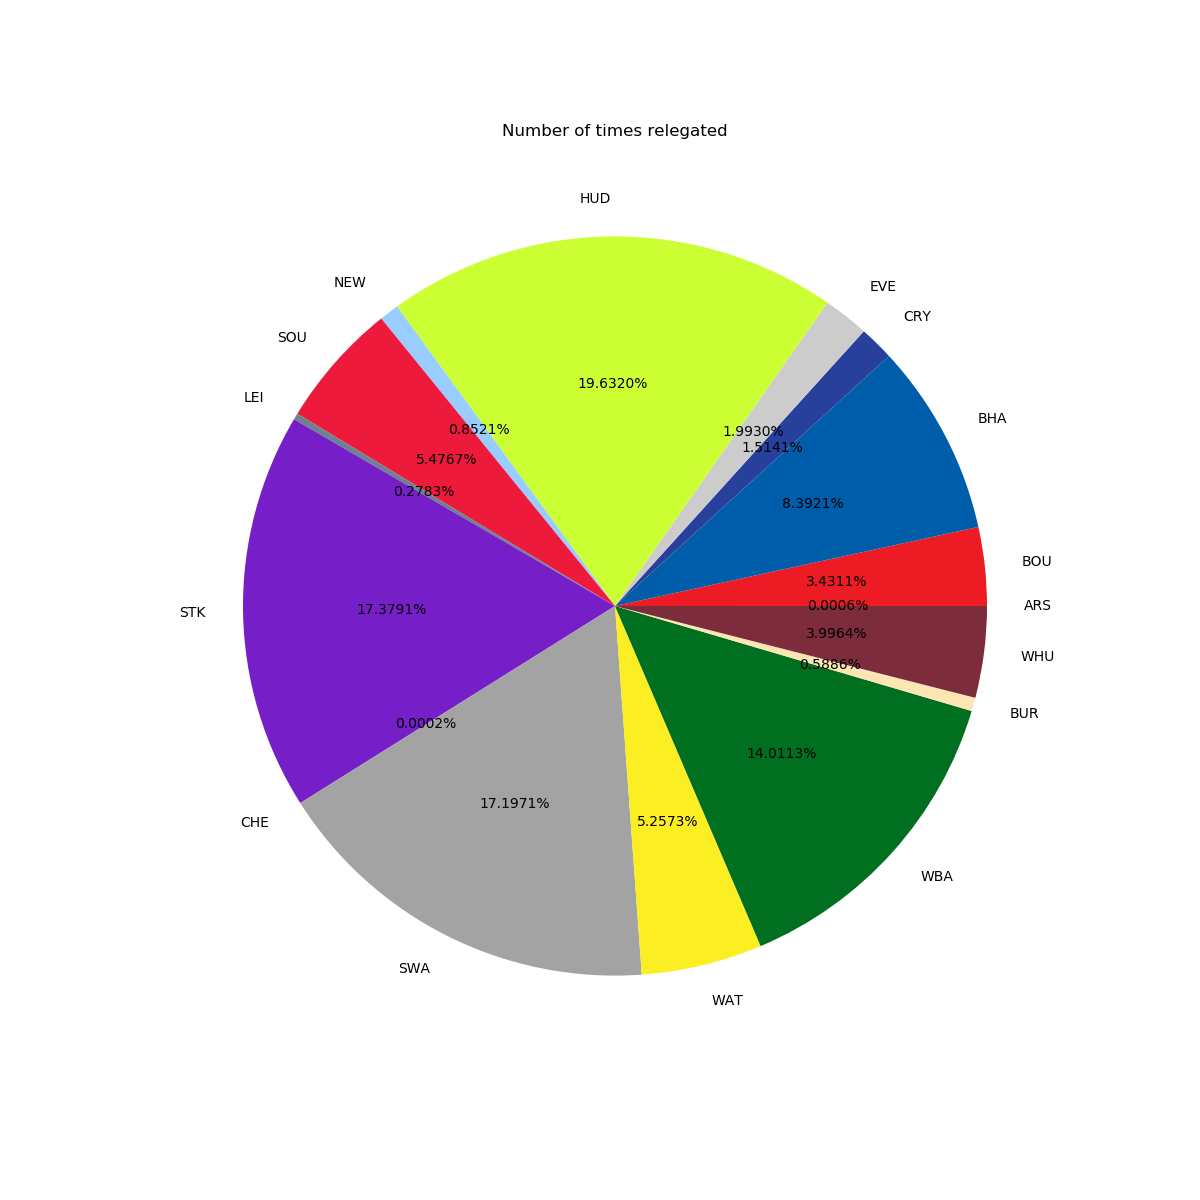 Number of times relegated
HUD
NEW
EVE
CRY
SOU
LEI
BHA
19.6320%
0.8521%
1.9930%
1.5141%
5.4767%
0.2783%
8.3921%
BOU
3.4311%
ARS
0.0006%
STK
17.3791%
3.9964%
WHU
0.5886%
BUR
0.0002%
14.0113%
CHE
17.1971%
5.2573%
WBA
SWA
WAT